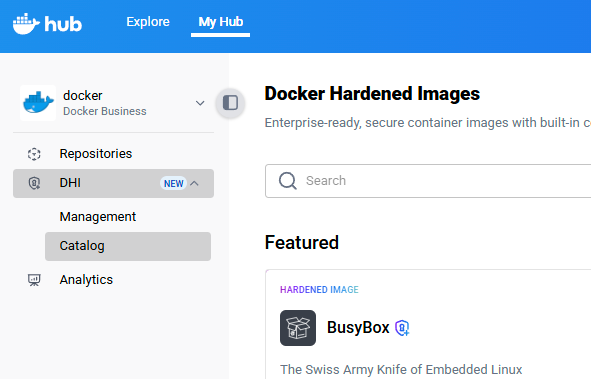 hub
Explore
My Hub
docker
Docker Business
Repositories
DHI
NEW
Management
Catalog
Analytics
Docker Hardened Images
Enterprise-ready, secure container images with built-in
Search
Featured
HARDENED IMAGE
BusyBox
The Swiss Army Knife of Embedded Linux